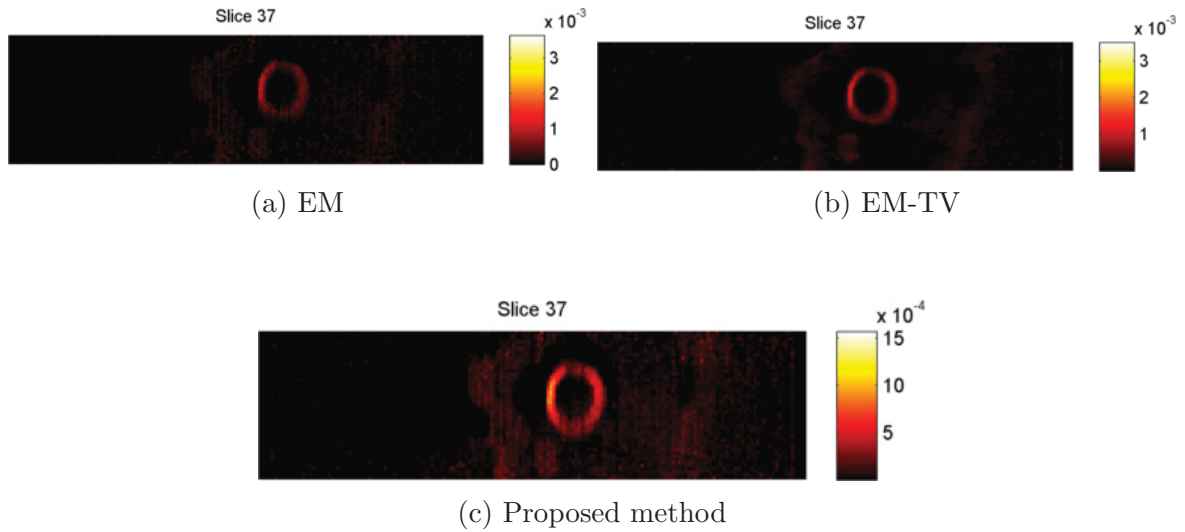 Slice 37
x 10^-3
3
2
1
0
(a) EM
Slice 37
x 10^-3
3
2
1
(b) EM-TV
Slice 37
x 10^-4
15
10
5
(c) Proposed method